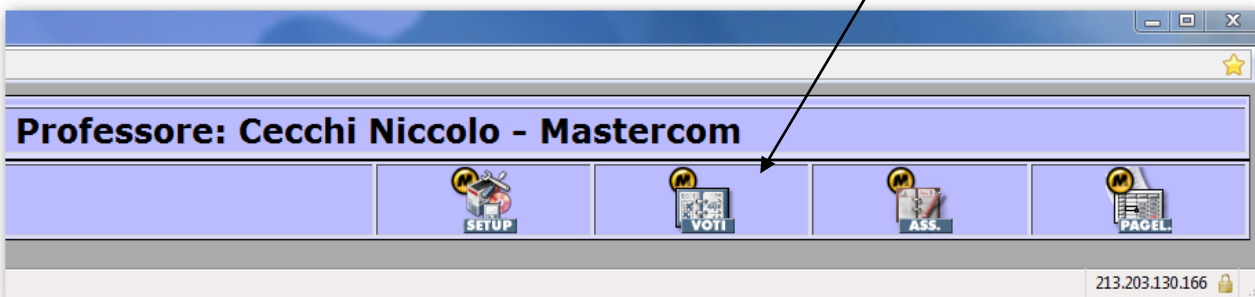 Professore: Cecchi Niccolo - Mastercom
SETUP
VOTI
ASS.
PAGEL.
213.203.130.166